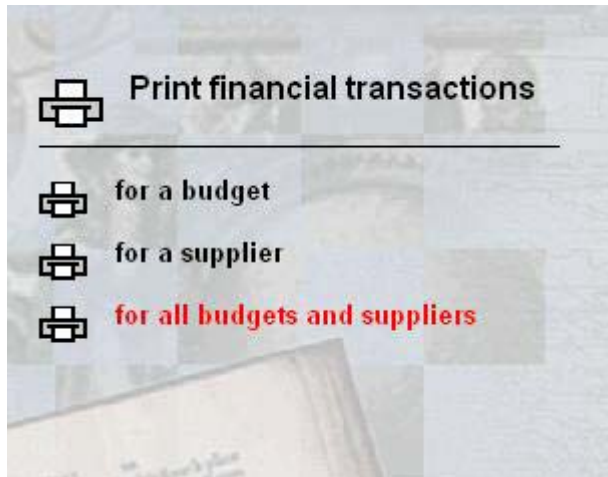 Print financial transactions
for a budget
for a supplier
for all budgets and suppliers